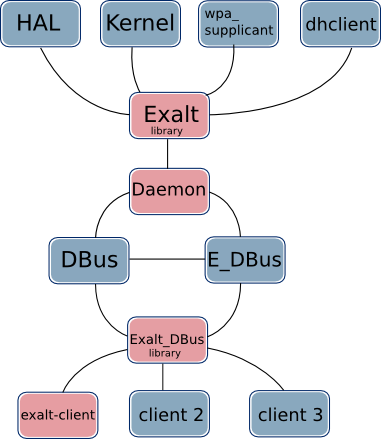 HAL
Kernel
wpa_
supplicant
dhclient
Exalt
library
Daemon
DBus
E_DBus
Exalt_DBus
library
exalt-client
client 2
client 3